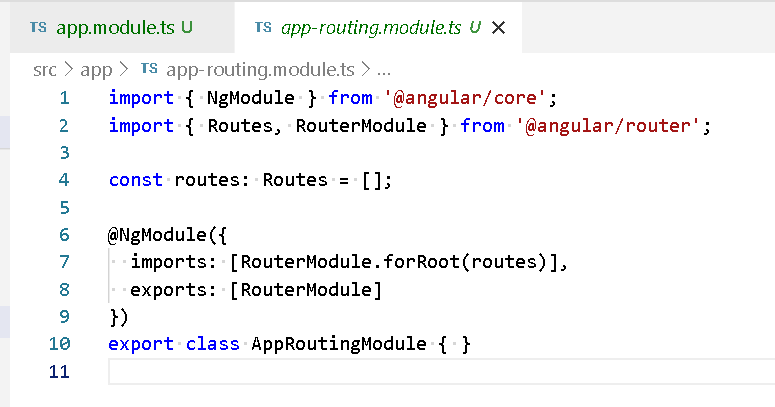 TS app.module.ts U TS app-routing.module.ts U ×
src > app > TS app-routing.module.ts > ...
1 import { NgModule } from '@angular/core';
2 import { Routes, RouterModule } from '@angular/router';
3
4 const routes: Routes = [];
5
6 @NgModule({
7   imports: [RouterModule.forRoot(routes)],
8   exports: [RouterModule]
9 })
10 export class AppRoutingModule { }
11